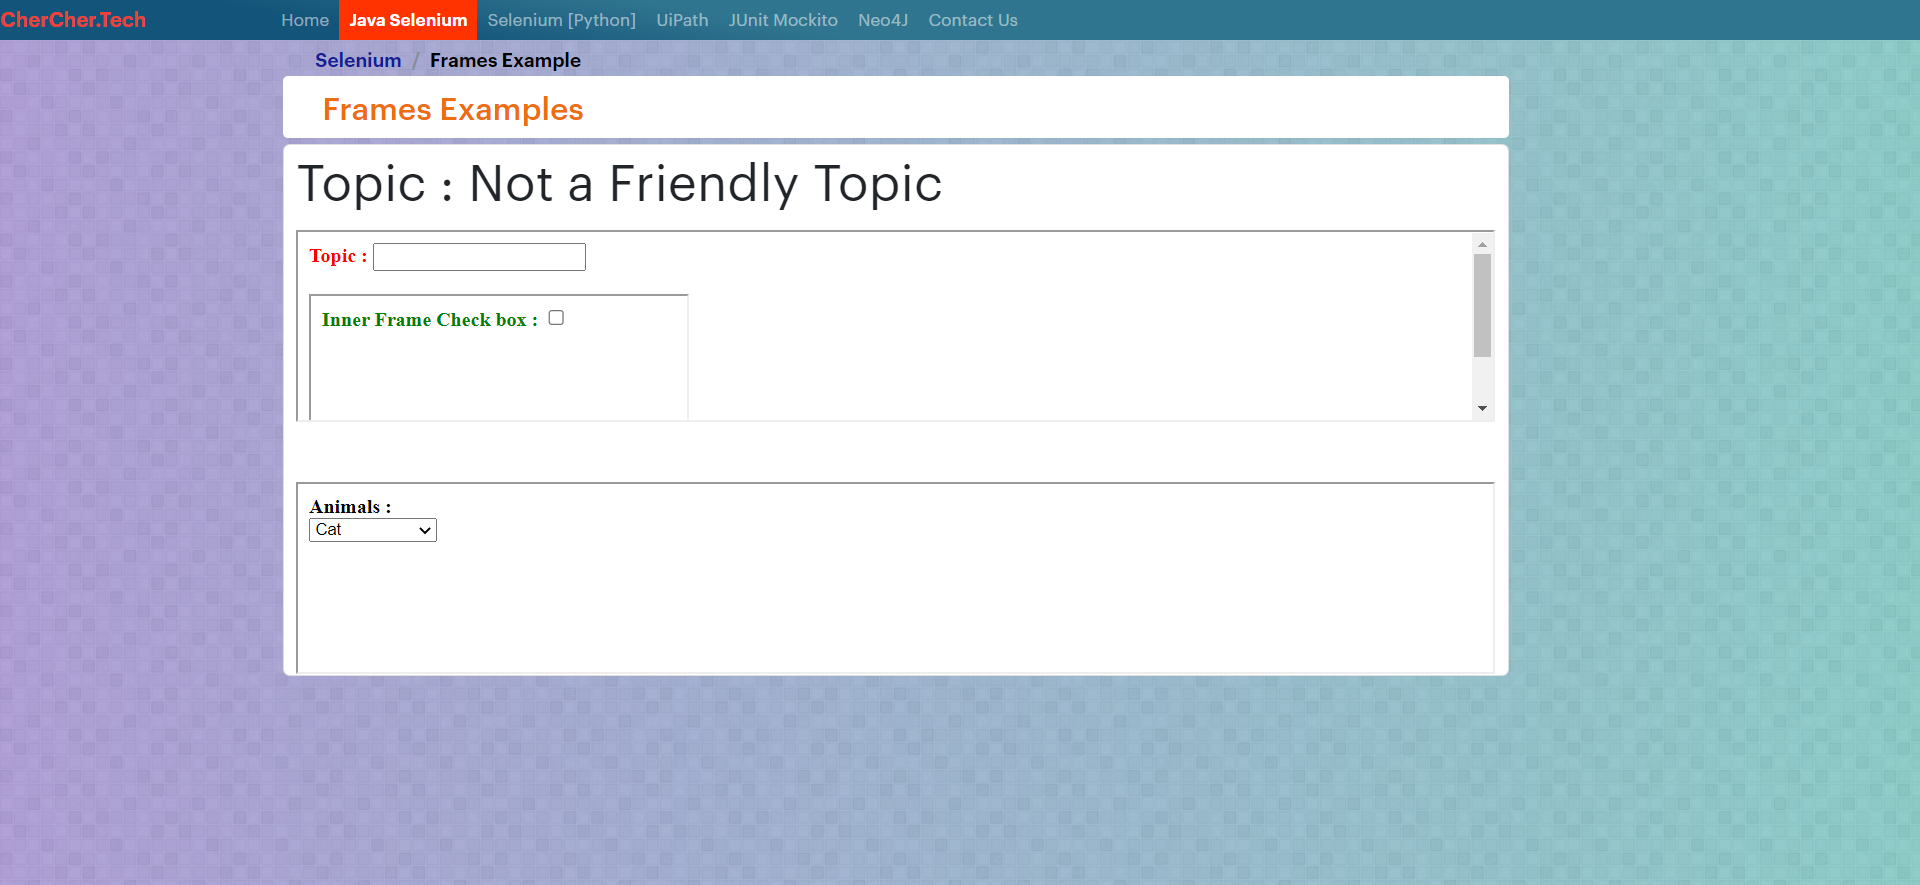 CherCher.Tech Home Java Selenium Selenium [Python] UiPath JUnit Mockito Neo4J Contact Us
Selenium / Frames Example
Frames Examples
Topic : Not a Friendly Topic
Topic :
Inner Frame Check box :
Animals :
Cat